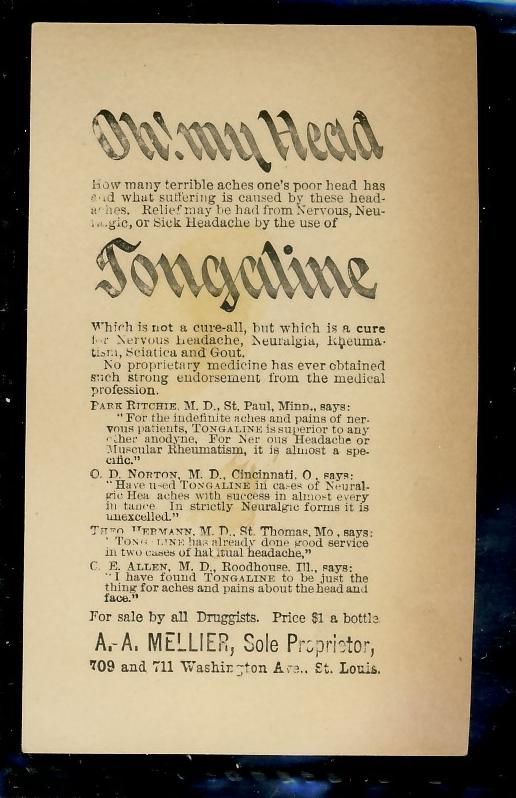 Oh! my Head
How many terrible aches one's poor head has
and what suffering is caused by these head-
aches. Relief may be had from Nervous, Neu-
ralgic, or Sick Headache by the use of
Tongaline
Which is not a cure-all, but which is a cure
for Nervous Headache, Neuralgia, Rheuma-
tism, Sciatica and Gout.
No proprietary medicine has ever obtained
such strong endorsement from the medical
profession.
PARK RITCHIE, M. D., St. Paul, Minn., says:
"For the indefinite aches and pains of ner-
vous patients, TONGALINE is superior to any
other anodyne, For Nervous Headache or
Muscular Rheumatism, it is almost a spe-
cific."
O. D. NORTON, M. D., Cincinnati, O., says:
"Have used TONGALINE in cases of Neural-
gic Headaches with success in almost every
instance. In strictly Neuralgic forms it is
unexcelled."
THEO HERMANN, M. D., St. Thomas, Mo., says:
"TONGALINE has already done good service
in two cases of habitual headache,"
C. E. ALLEN, M. D., Roodhouse, Ill., says:
"I have found TONGALINE to be just the
thing for aches and pains about the head and
face."
For sale by all Druggists. Price $1 a bottle
A. A. MELLIER, Sole Proprietor,
709 and 711 Washington Ave., St. Louis.